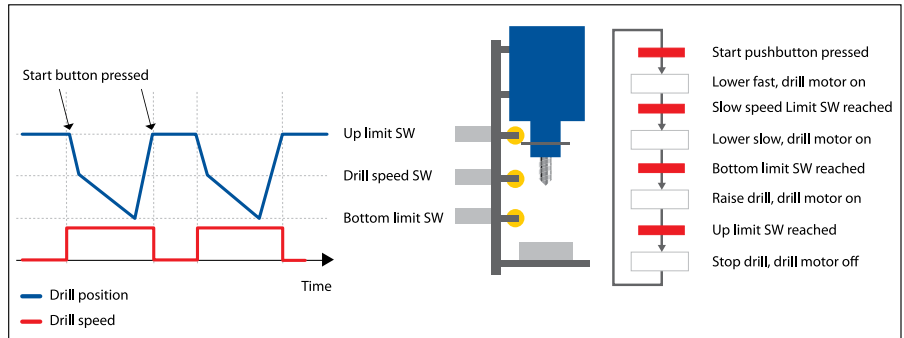 Start button pressed
Up limit SW
Drill speed SW
Bottom limit SW
Time
Drill position
Drill speed
Start pushbutton pressed
Lower fast, drill motor on
Slow speed Limit SW reached
Lower slow, drill motor on
Bottom limit SW reached
Raise drill, drill motor on
Up limit SW reached
Stop drill, drill motor off